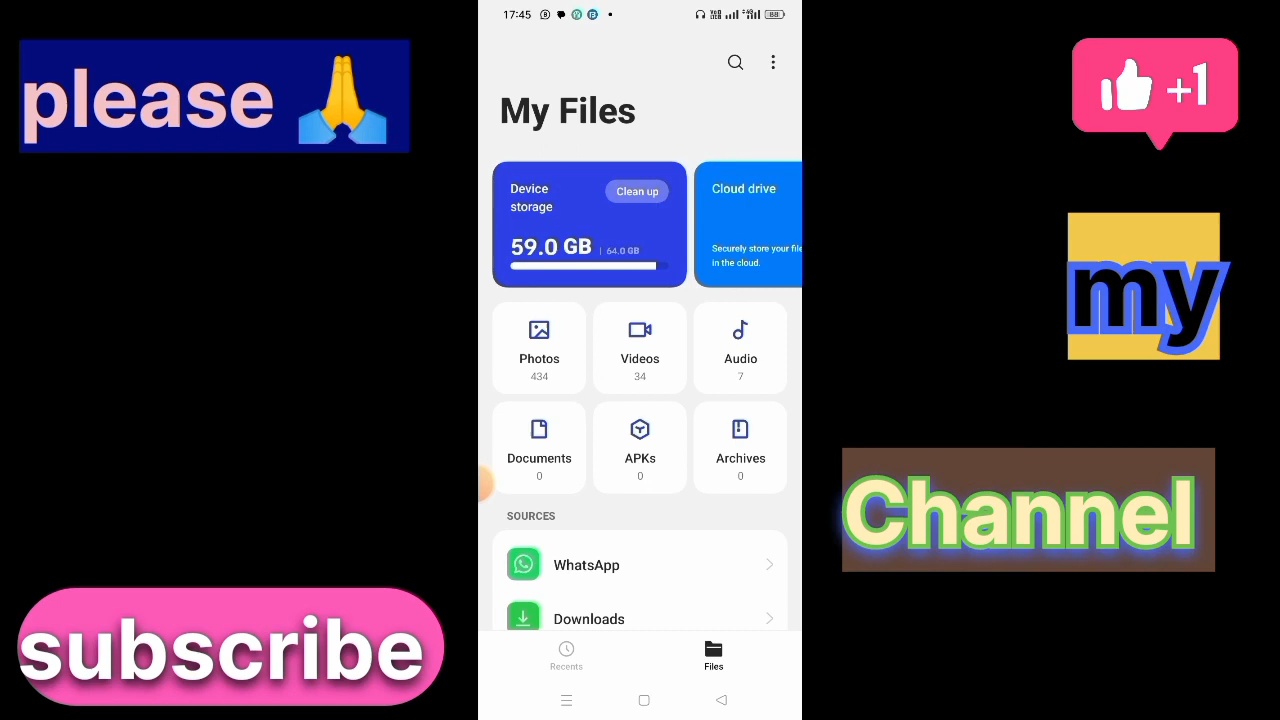 please 🙏
17:45
88
+1
My Files
Device storage
Clean up
59.0 GB | 64.0 GB
Cloud drive
Securely store your file
in the cloud.
my
Photos
434
Videos
34
Audio
7
Documents
0
APKs
0
Archives
0
Channel
SOURCES
WhatsApp
Downloads
subscribe
Recents
Files